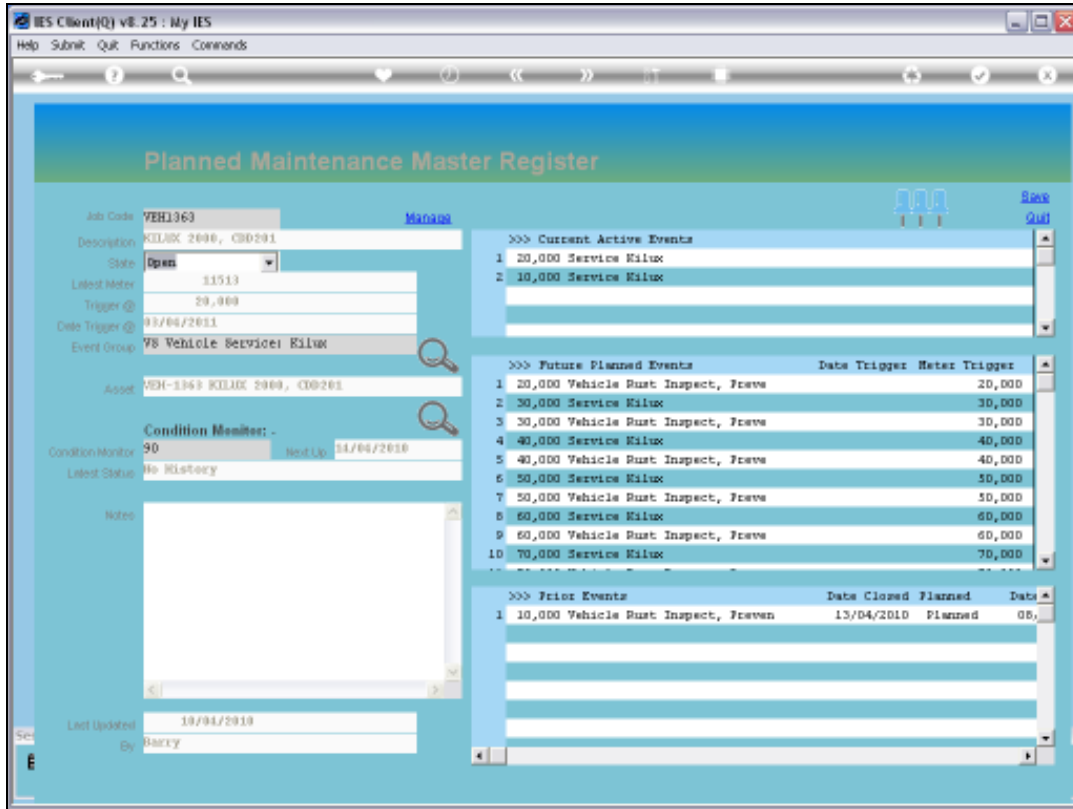 IES Client(Q) v8.25 : My IES
Help Submit Quit Functions Commands
Planned Maintenance Master Register
Save
Quit
Job Code VEH1363 Manage
Description KILUX 2000, CDD201
State Open
Latest Meter 11513
Trigger @ 20,000
Date Trigger @ 03/04/2011
Event Group V8 Vehicle Service: Kilux
Asset VEH-1363 KILUX 2000, CDD201
Condition Monitor: -
Condition Monitor 90 Next Up 14/04/2010
Latest Status No History
Notes
Last Updated 10/04/2010
By Barry
>>> Current Active Events
1 20,000 Service Kilux
2 10,000 Service Kilux
>>> Future Planned Events Date Trigger Meter Trigger
1 20,000 Vehicle Rust Inspect, Preve 20,000
2 30,000 Service Kilux 30,000
3 30,000 Vehicle Rust Inspect, Preve 30,000
4 40,000 Service Kilux 40,000
5 40,000 Vehicle Rust Inspect, Preve 40,000
6 50,000 Service Kilux 50,000
7 50,000 Vehicle Rust Inspect, Preve 50,000
8 60,000 Service Kilux 60,000
9 60,000 Vehicle Rust Inspect, Preve 60,000
10 70,000 Service Kilux 70,000
>>> Prior Events Date Closed Planned Date
1 10,000 Vehicle Rust Inspect, Preven 13/04/2010 Planned 08/